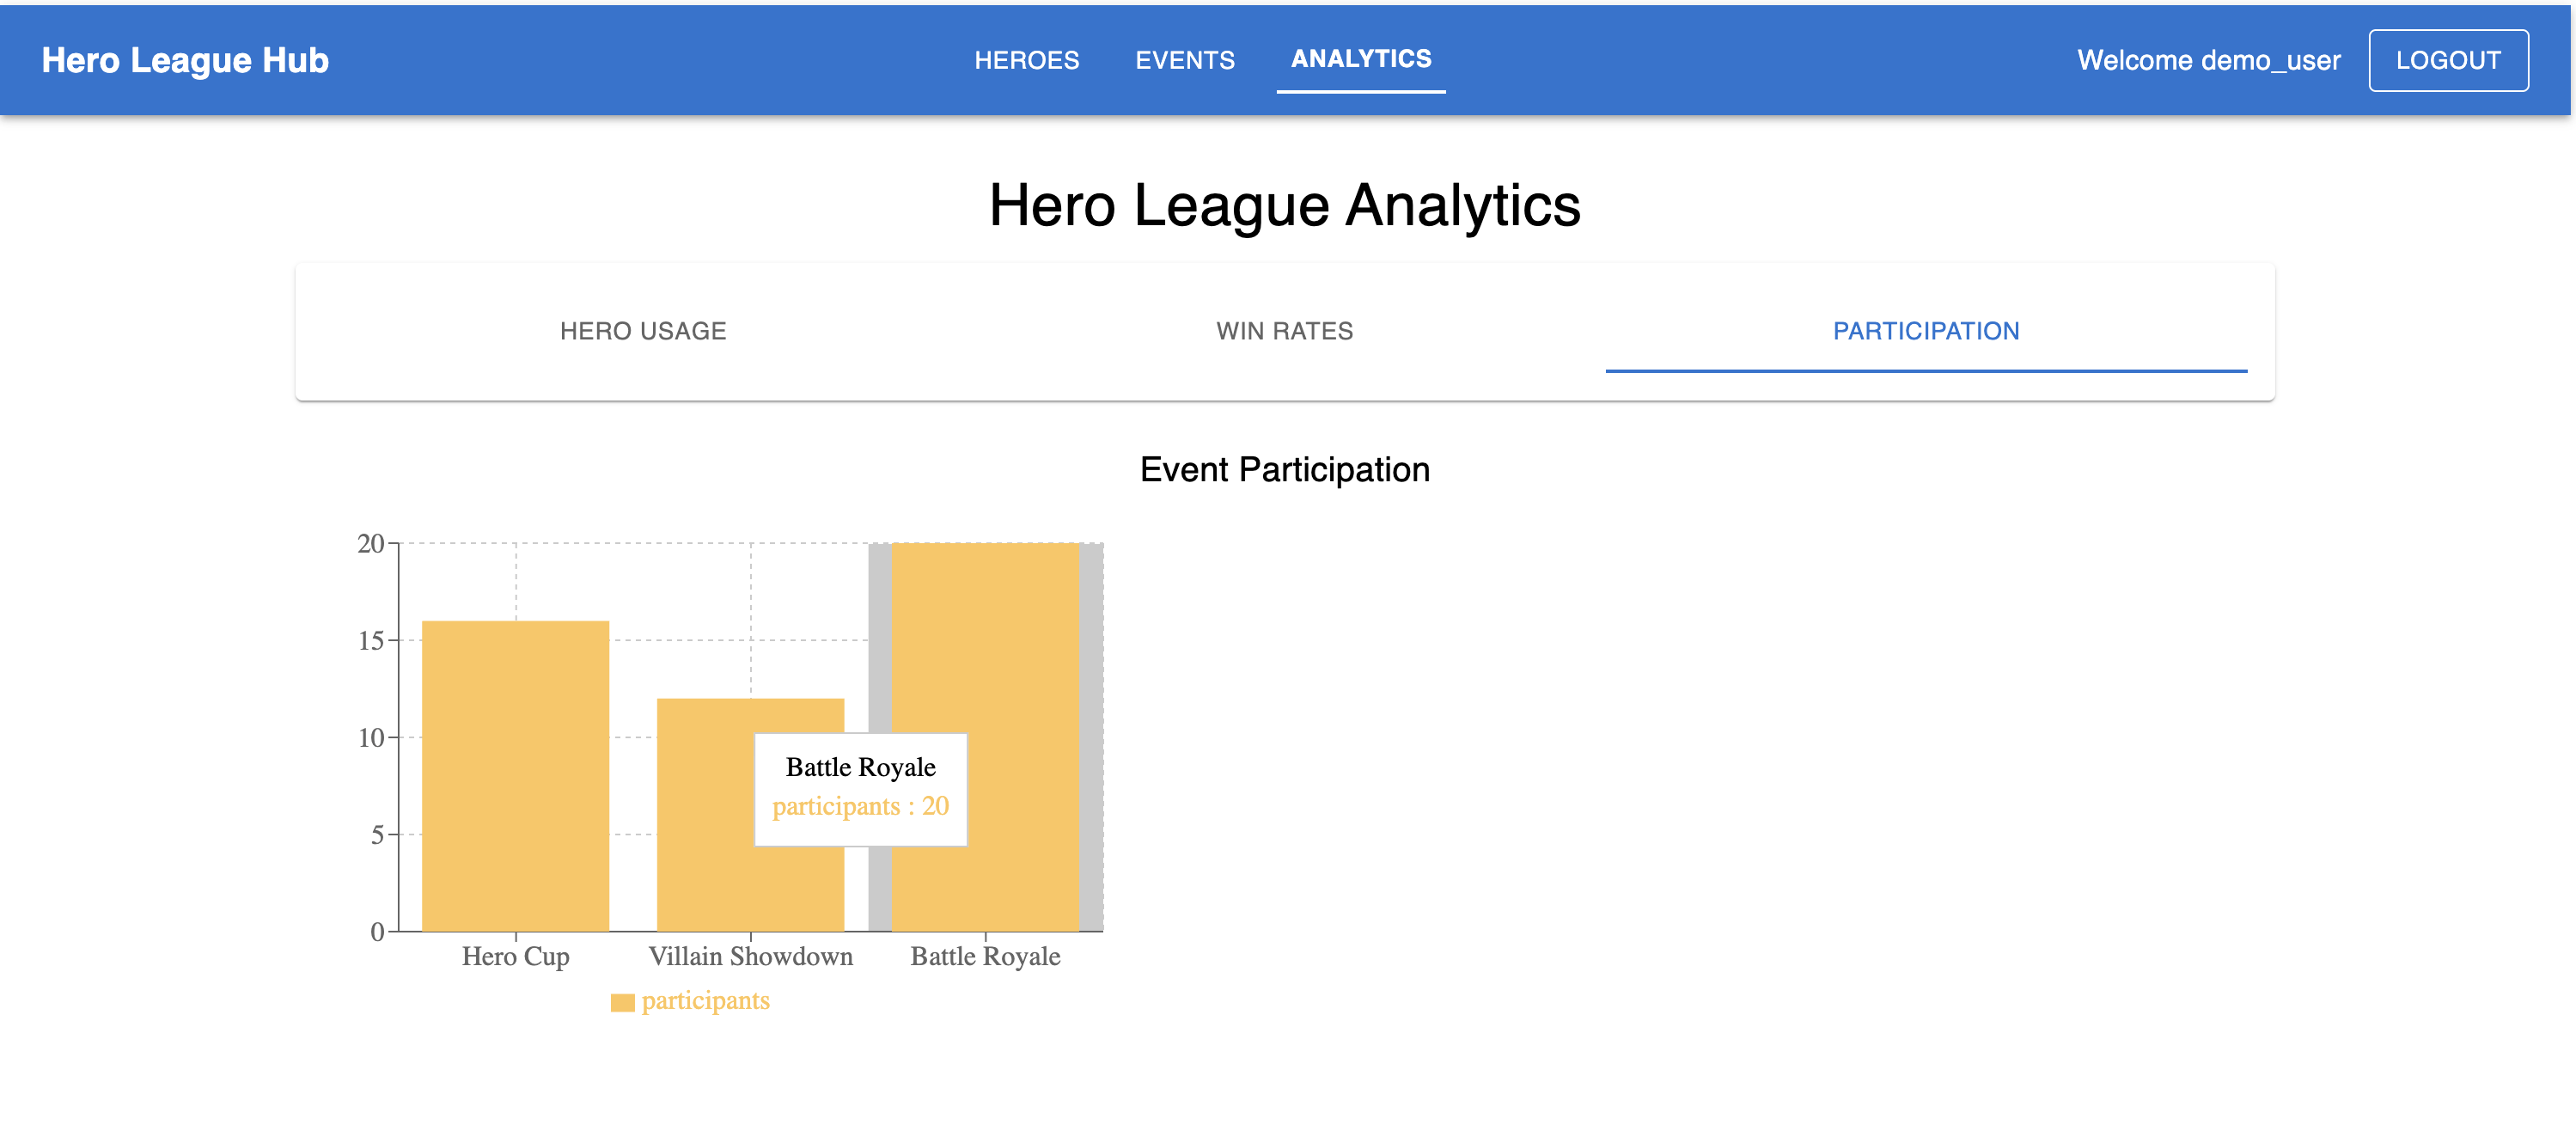 Hero League Hub
HEROES
EVENTS
ANALYTICS
Welcome demo_user
LOGOUT
Hero League Analytics
HERO USAGE
WIN RATES
PARTICIPATION
Event Participation
20
15
10
5
0
Battle Royale
participants : 20
Hero Cup
Villain Showdown
Battle Royale
participants